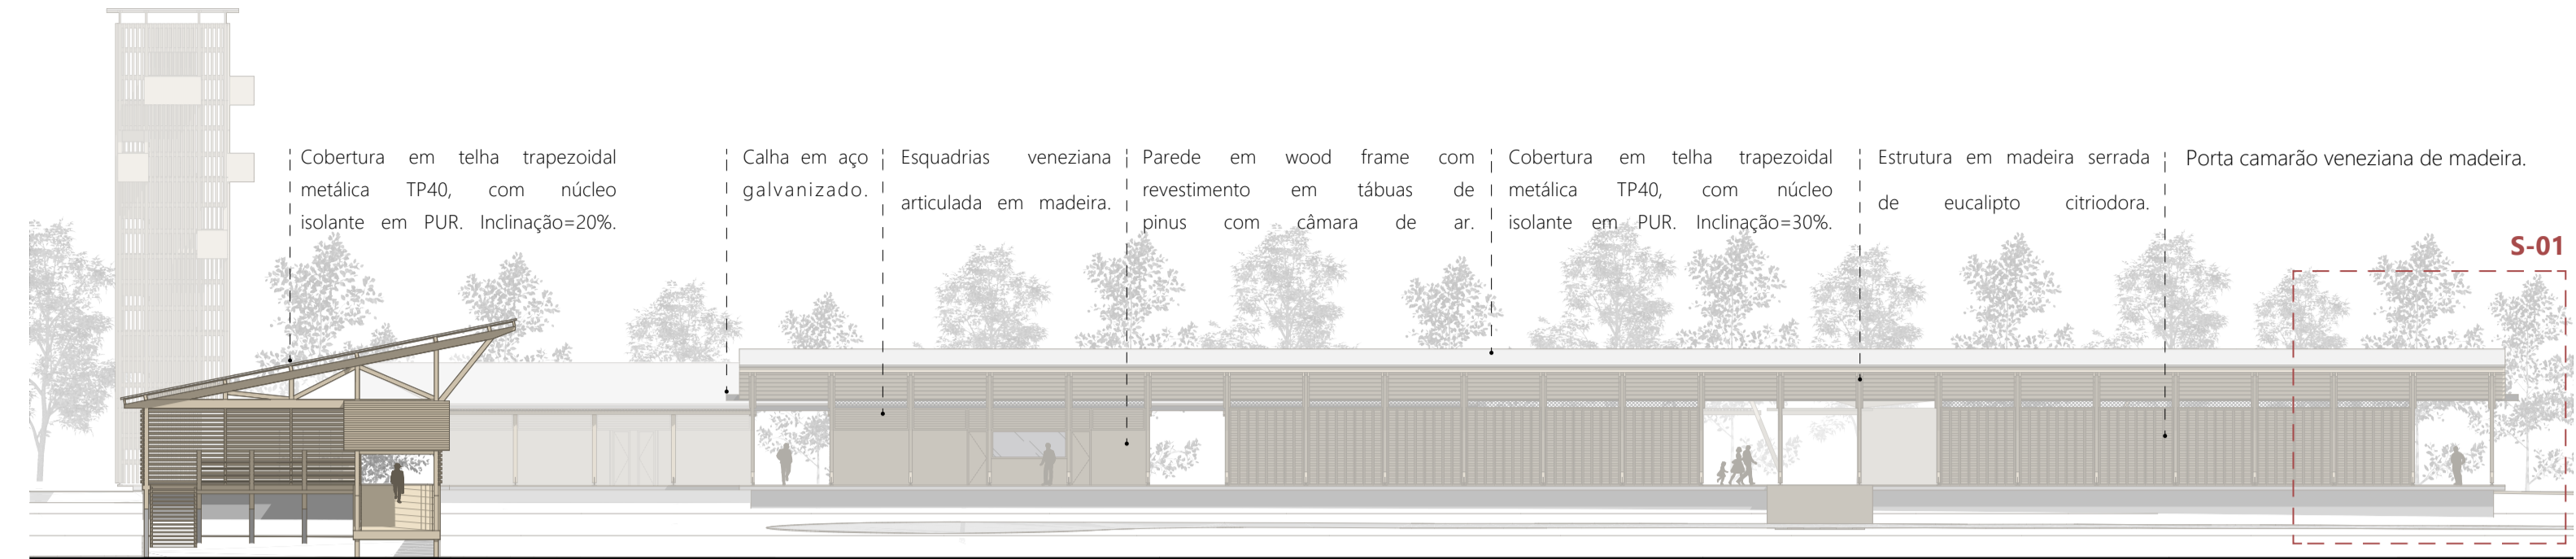 Cobertura em telha trapezoidal
metálica TP40, com núcleo
isolante em PUR. Inclinação=20%.
Calha em aço
galvanizado.
Esquadrias veneziana
articulada em madeira.
Parede em wood frame com
revestimento em tábuas de
pinus com câmara de ar.
Cobertura em telha trapezoidal
metálica TP40, com núcleo
isolante em PUR. Inclinação=30%.
Estrutura em madeira serrada
de eucalipto citriodora.
Porta camarão veneziana de madeira.
S-01